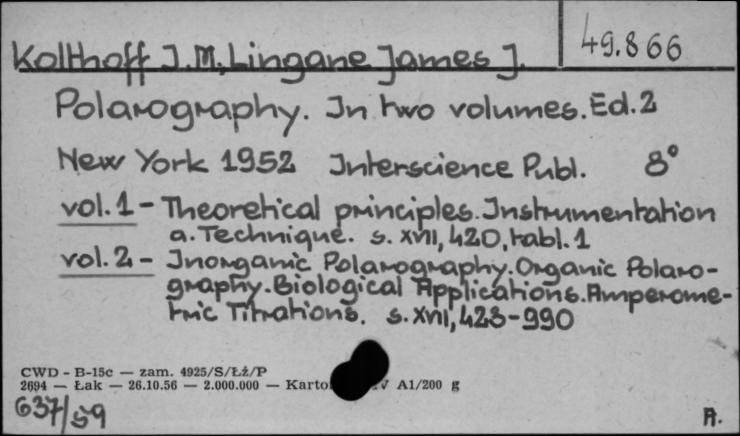 49.866
Kolthoff J.M., Lingane James J.
Polarography. In two volumes. Ed. 2
New York 1952 Interscience Publ. 8°
vol. 1 - Theoretical principles. Instrumentation
a. Technique. s. XVII, 420, tabl. 1
vol. 2 - Inorganic Polarography. Organic Polaro-
graphy. Biological Applications. Amperome-
tric Titrations. s. XVII, 423-990
CWD - B-15c — zam. 4925/S/Łż/P
2694 — Łak — 26.10.56 — 2.000.000 — Karto V A1/200 g
637/59
A.